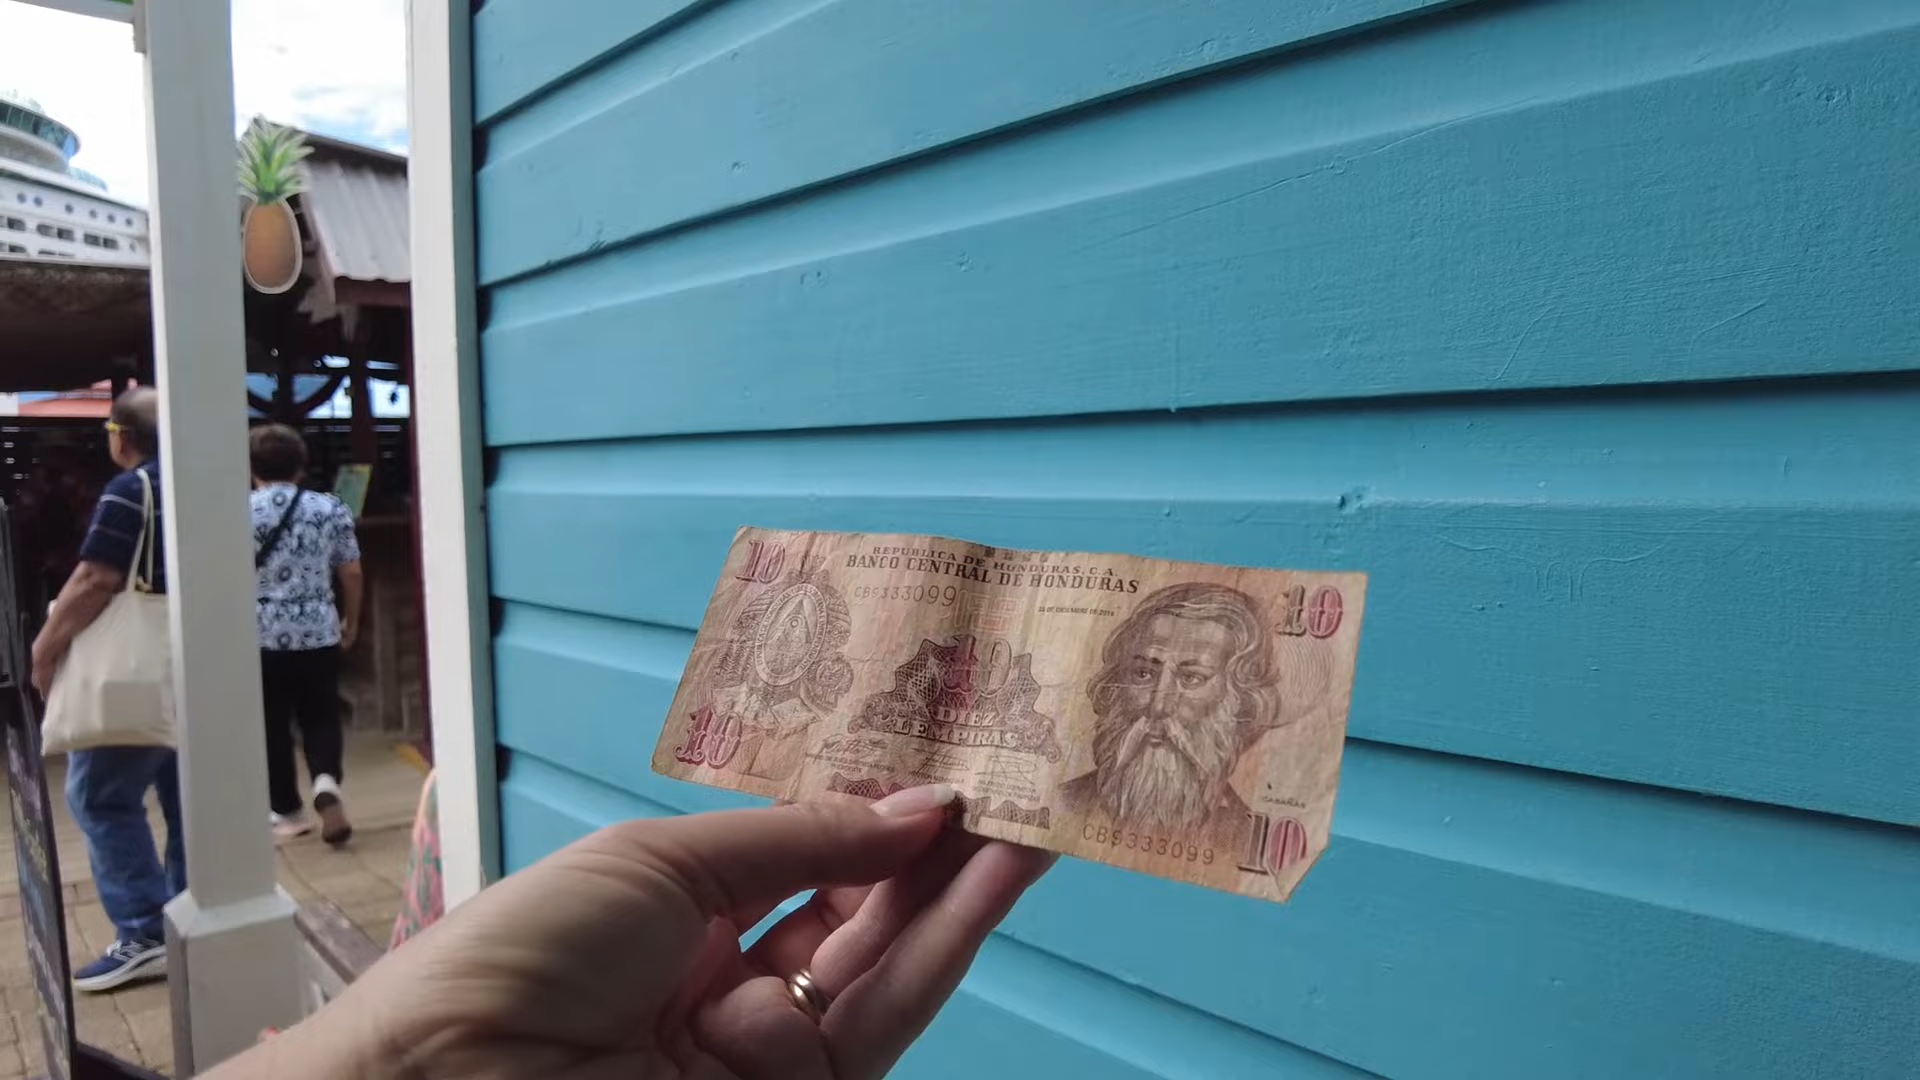 REPUBLICA DE HONDURAS, C.A.
BANCO CENTRAL DE HONDURAS
10
10
CB9333099
10
DIEZ
LEMPIRAS
10
CABAÑAS
CB9333099
10